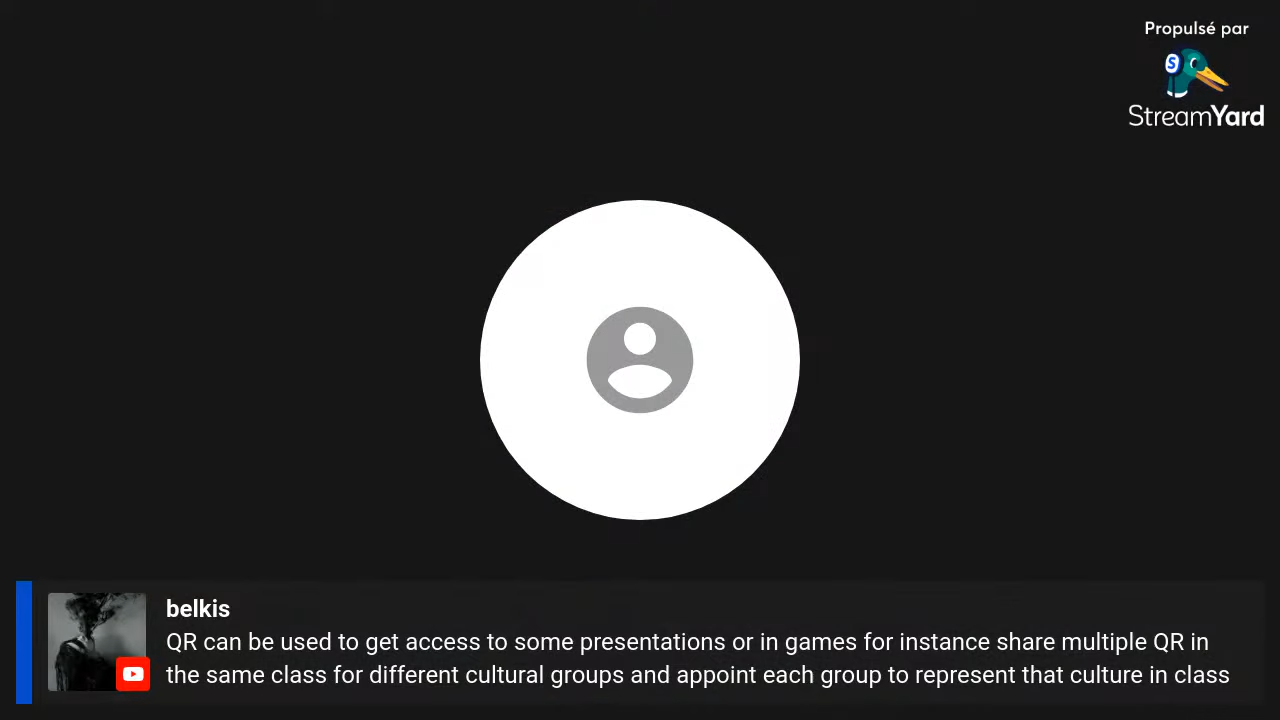 Propulsé par
StreamYard
belkis
QR can be used to get access to some presentations or in games for instance share multiple QR in
the same class for different cultural groups and appoint each group to represent that culture in class